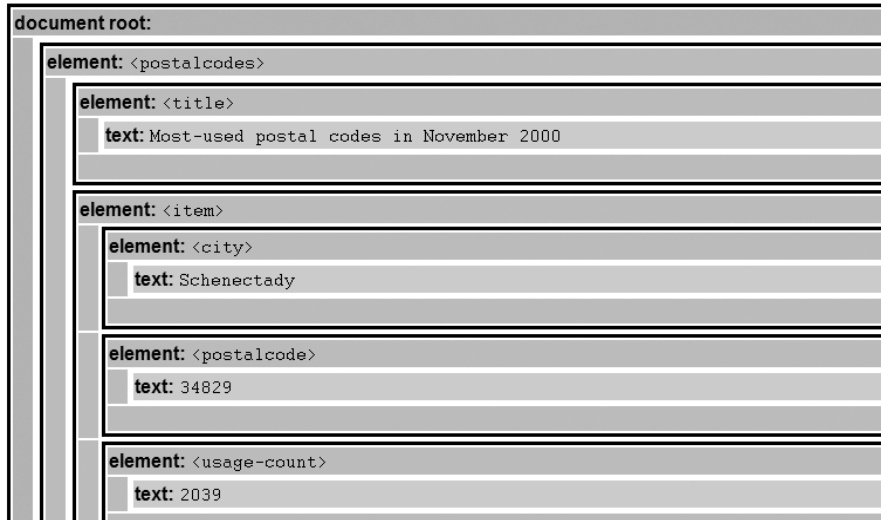 document root:
element: <postalcodes>
element: <title>
text: Most-used postal codes in November 2000
element: <item>
element: <city>
text: Schenectady
element: <postalcode>
text: 34829
element: <usage-count>
text: 2039